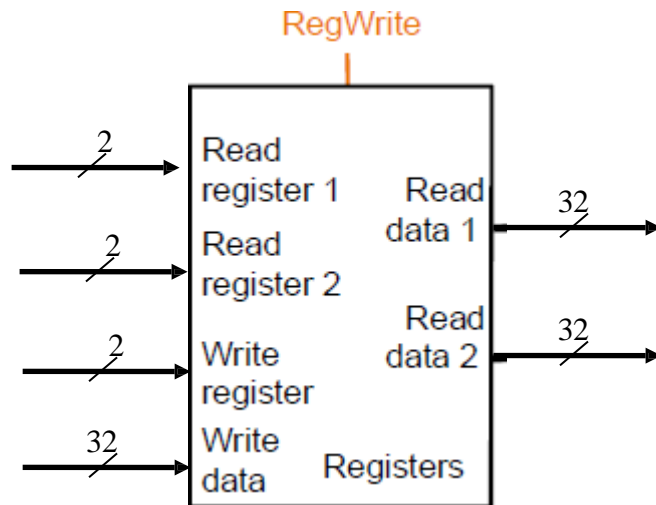 RegWrite
2
Read
register 1
Read
data 1
32
2
Read
register 2
Read
data 2
32
2
Write
register
32
Write
data
Registers